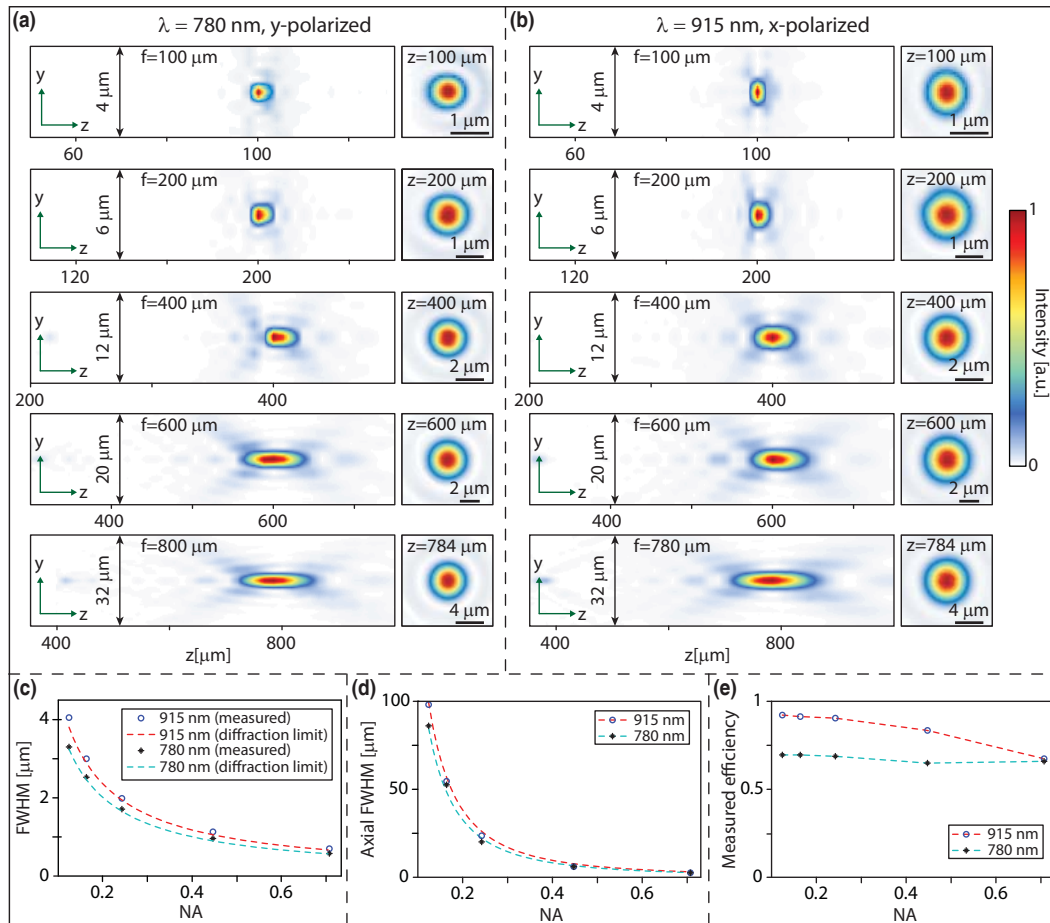 (a)
λ = 780 nm, y-polarized
y
z
4 μm
f=100 μm
z=100 μm
1 μm
60
100
y
z
6 μm
f=200 μm
z=200 μm
1 μm
120
200
y
z
12 μm
f=400 μm
z=400 μm
2 μm
200
400
y
z
20 μm
f=600 μm
z=600 μm
2 μm
400
600
y
z
32 μm
f=800 μm
z=784 μm
4 μm
400
800
z[μm]
(b)
λ = 915 nm, x-polarized
y
z
4 μm
f=100 μm
z=100 μm
1 μm
60
100
y
z
6 μm
f=200 μm
z=200 μm
1 μm
120
200
y
z
12 μm
f=400 μm
z=400 μm
2 μm
200
400
y
z
20 μm
f=600 μm
z=600 μm
2 μm
400
600
y
z
32 μm
f=780 μm
z=784 μm
4 μm
400
800
z[μm]
1
Intensity [a.u.]
0
(c)
FWHM [μm]
4
2
0
915 nm (measured)
915 nm (diffraction limit)
780 nm (measured)
780 nm (diffraction limit)
0.2
0.4
0.6
NA
(d)
Axial FWHM [μm]
100
50
0
915 nm
780 nm
0.2
0.4
0.6
NA
(e)
Measured efficiency
1
0.5
0
915 nm
780 nm
0.2
0.4
0.6
NA